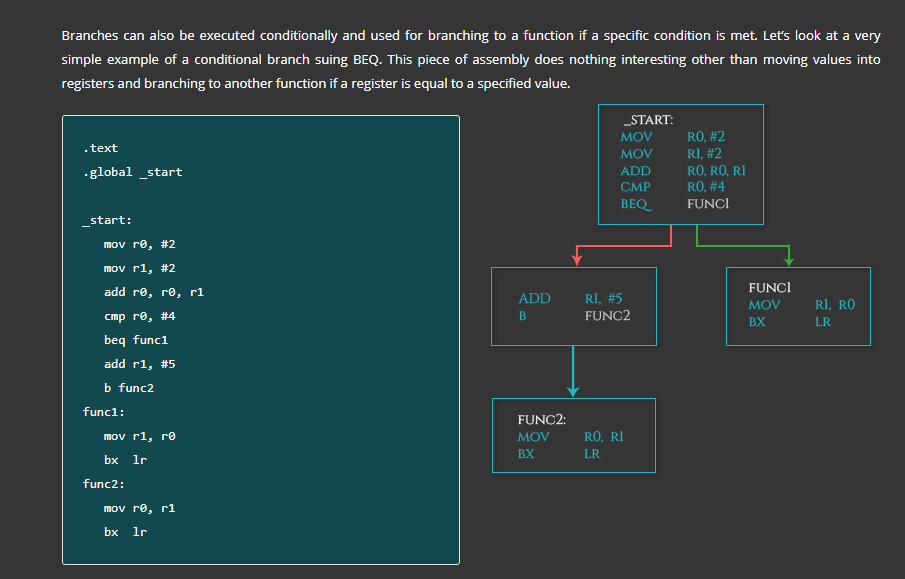 Branches can also be executed conditionally and used for branching to a function if a specific condition is met. Let's look at a very
simple example of a conditional branch suing BEQ. This piece of assembly does nothing interesting other than moving values into
registers and branching to another function if a register is equal to a specified value.
.text
.global _start
_start:
mov r0, #2
mov r1, #2
add r0, r0, r1
cmp r0, #4
beq func1
add r1, #5
b func2
func1:
mov r1, r0
bx lr
func2:
mov r0, r1
bx lr
_START:
MOV R0, #2
MOV R1, #2
ADD R0, R0, R1
CMP R0, #4
BEQ FUNC1
ADD R1, #5
B FUNC2
FUNC1
MOV R1, R0
BX LR
FUNC2:
MOV R0, R1
BX LR